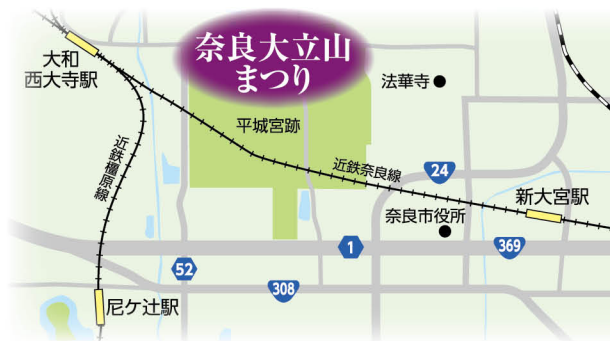 奈良大立山
まつり
大和
西大寺駅
法華寺
平城宮跡
近鉄橿原線
近鉄奈良線
24
新大宮駅
奈良市役所
1
369
52
308
尼ケ辻駅